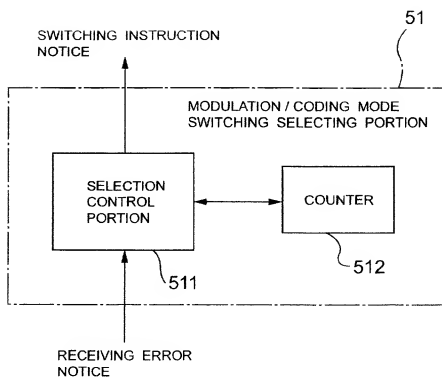 SWITCHING INSTRUCTION
NOTICE
51
MODULATION / CODING MODE
SWITCHING SELECTING PORTION
SELECTION
CONTROL
PORTION
COUNTER
511
512
RECEIVING ERROR
NOTICE